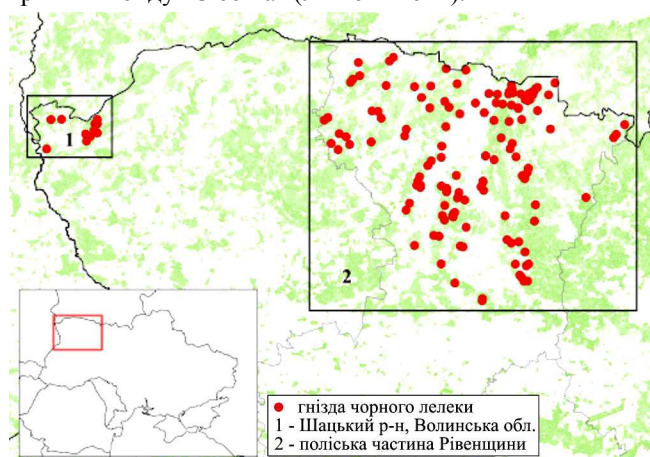 1
2
гнізда чорного лелеки
1 - Шацький р-н, Волинська обл.
2 - поліська частина Рівенщини